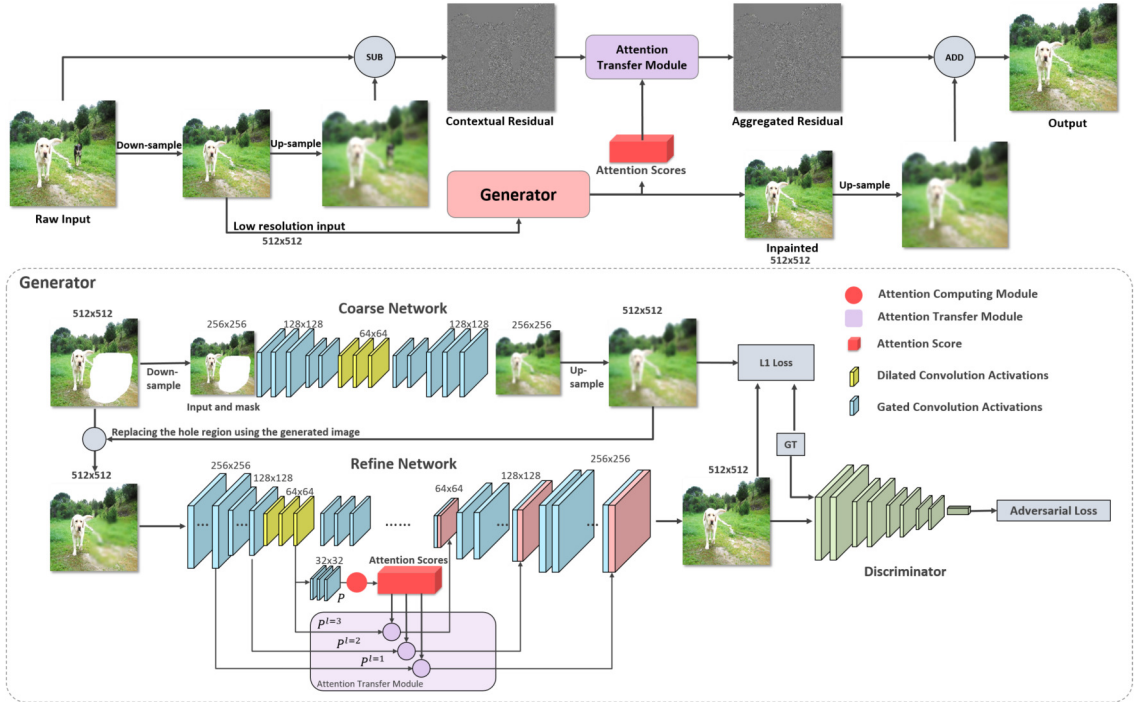 SUB
Attention
Transfer Module
ADD
Contextual Residual
Aggregated Residual
Output
Down-sample
Up-sample
Attention Scores
Generator
Up-sample
Raw Input
Low resolution input
512x512
Inpainted
512x512
Generator
512x512
Coarse Network
256x256
128x128
64x64
128x128
256x256
512x512
Down-
sample
Input and mask
Up-
sample
L1 Loss
Attention Computing Module
Attention Transfer Module
Attention Score
Dilated Convolution Activations
Gated Convolution Activations
Replacing the hole region using the generated image
GT
512x512
Refine Network
256x256
128x128
64x64
...
...
......
64x64
128x128
256x256
...
...
512x512
Adversarial Loss
Discriminator
32x32
P
Attention Scores
P^{l=3}
P^{l=2}
P^{l=1}
Attention Transfer Module